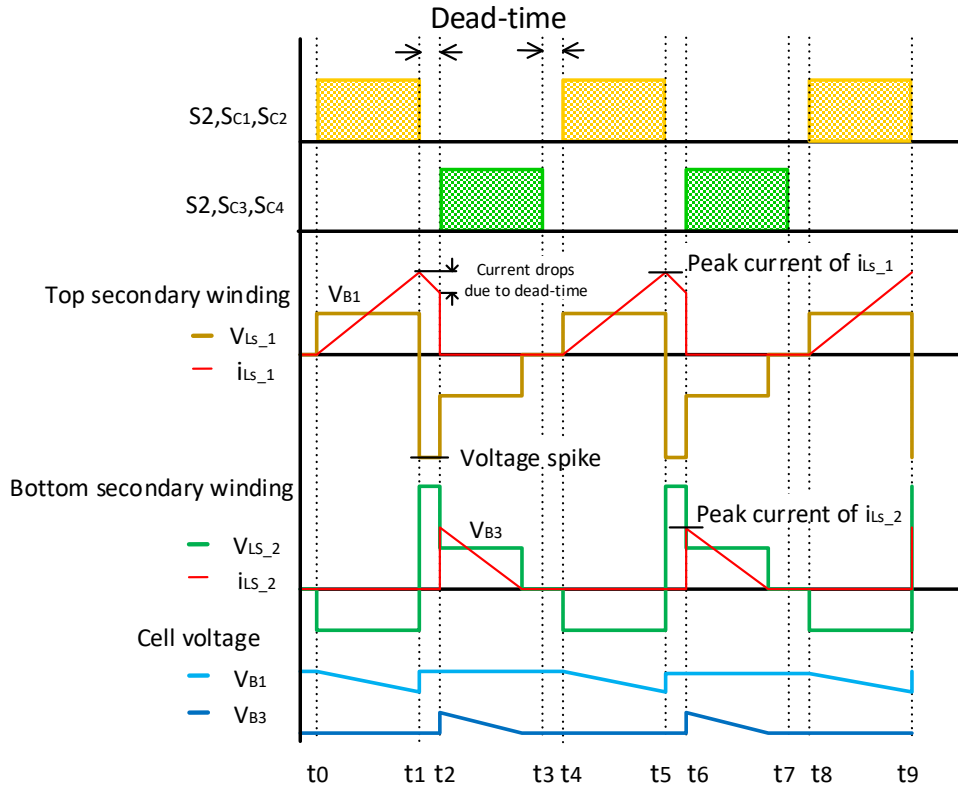 Dead-time
S2,SC1,SC2
S2,SC3,SC4
Peak current of iLs_1
Current drops
due to dead-time
Top secondary winding
VB1
VLs_1
iLs_1
Voltage spike
Bottom secondary winding
Peak current of iLs_2
VB3
VLS_2
iLS_2
Cell voltage
VB1
VB3
t0 t1 t2 t3 t4 t5 t6 t7 t8 t9